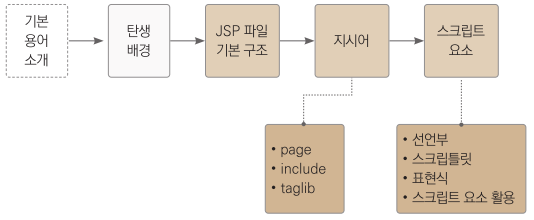 기본
용어
소개
탄생
배경
JSP 파일
기본 구조
지시어
스크립트
요소
• page
• include
• taglib
• 선언부
• 스크립틀릿
• 표현식
• 스크립트 요소 활용